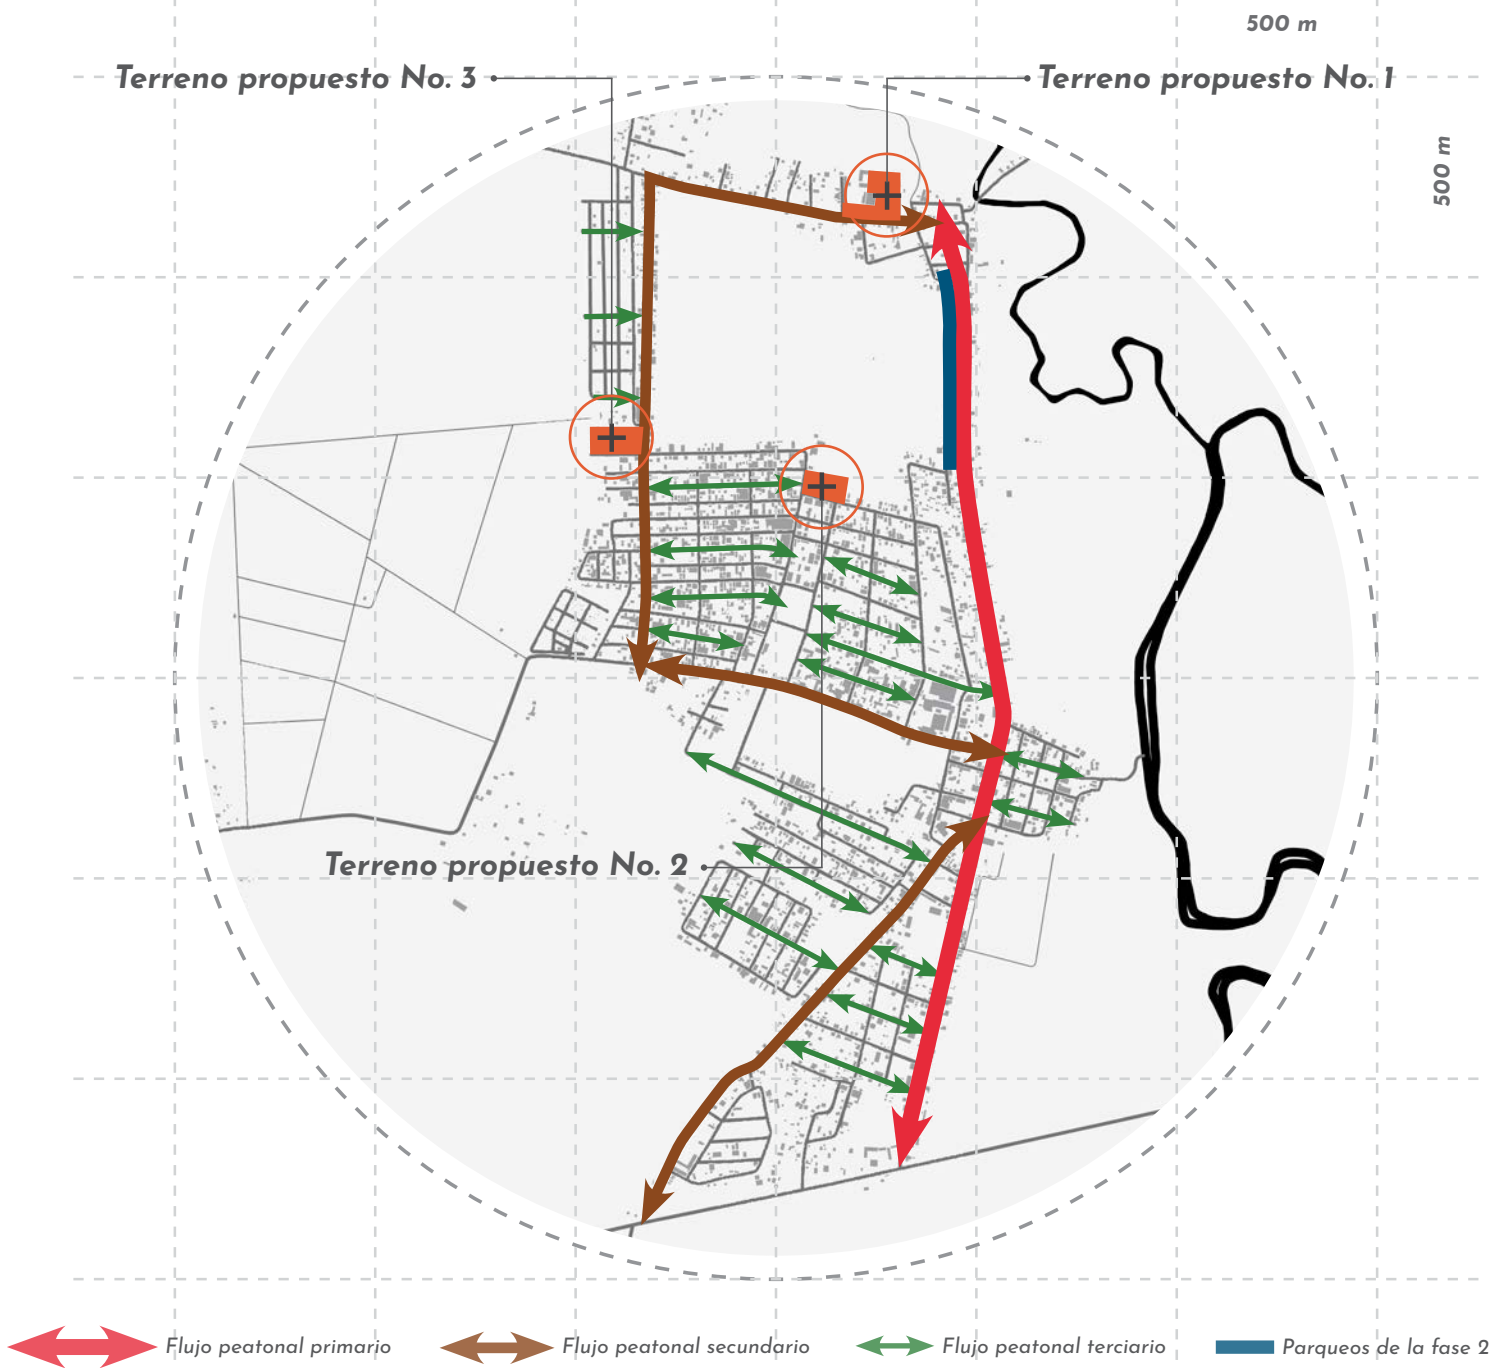 500 m
Terreno propuesto No. 3
Terreno propuesto No. 1
500 m
Terreno propuesto No. 2
Flujo peatonal primario
Flujo peatonal secundario
Flujo peatonal terciario
Parqueos de la fase 2